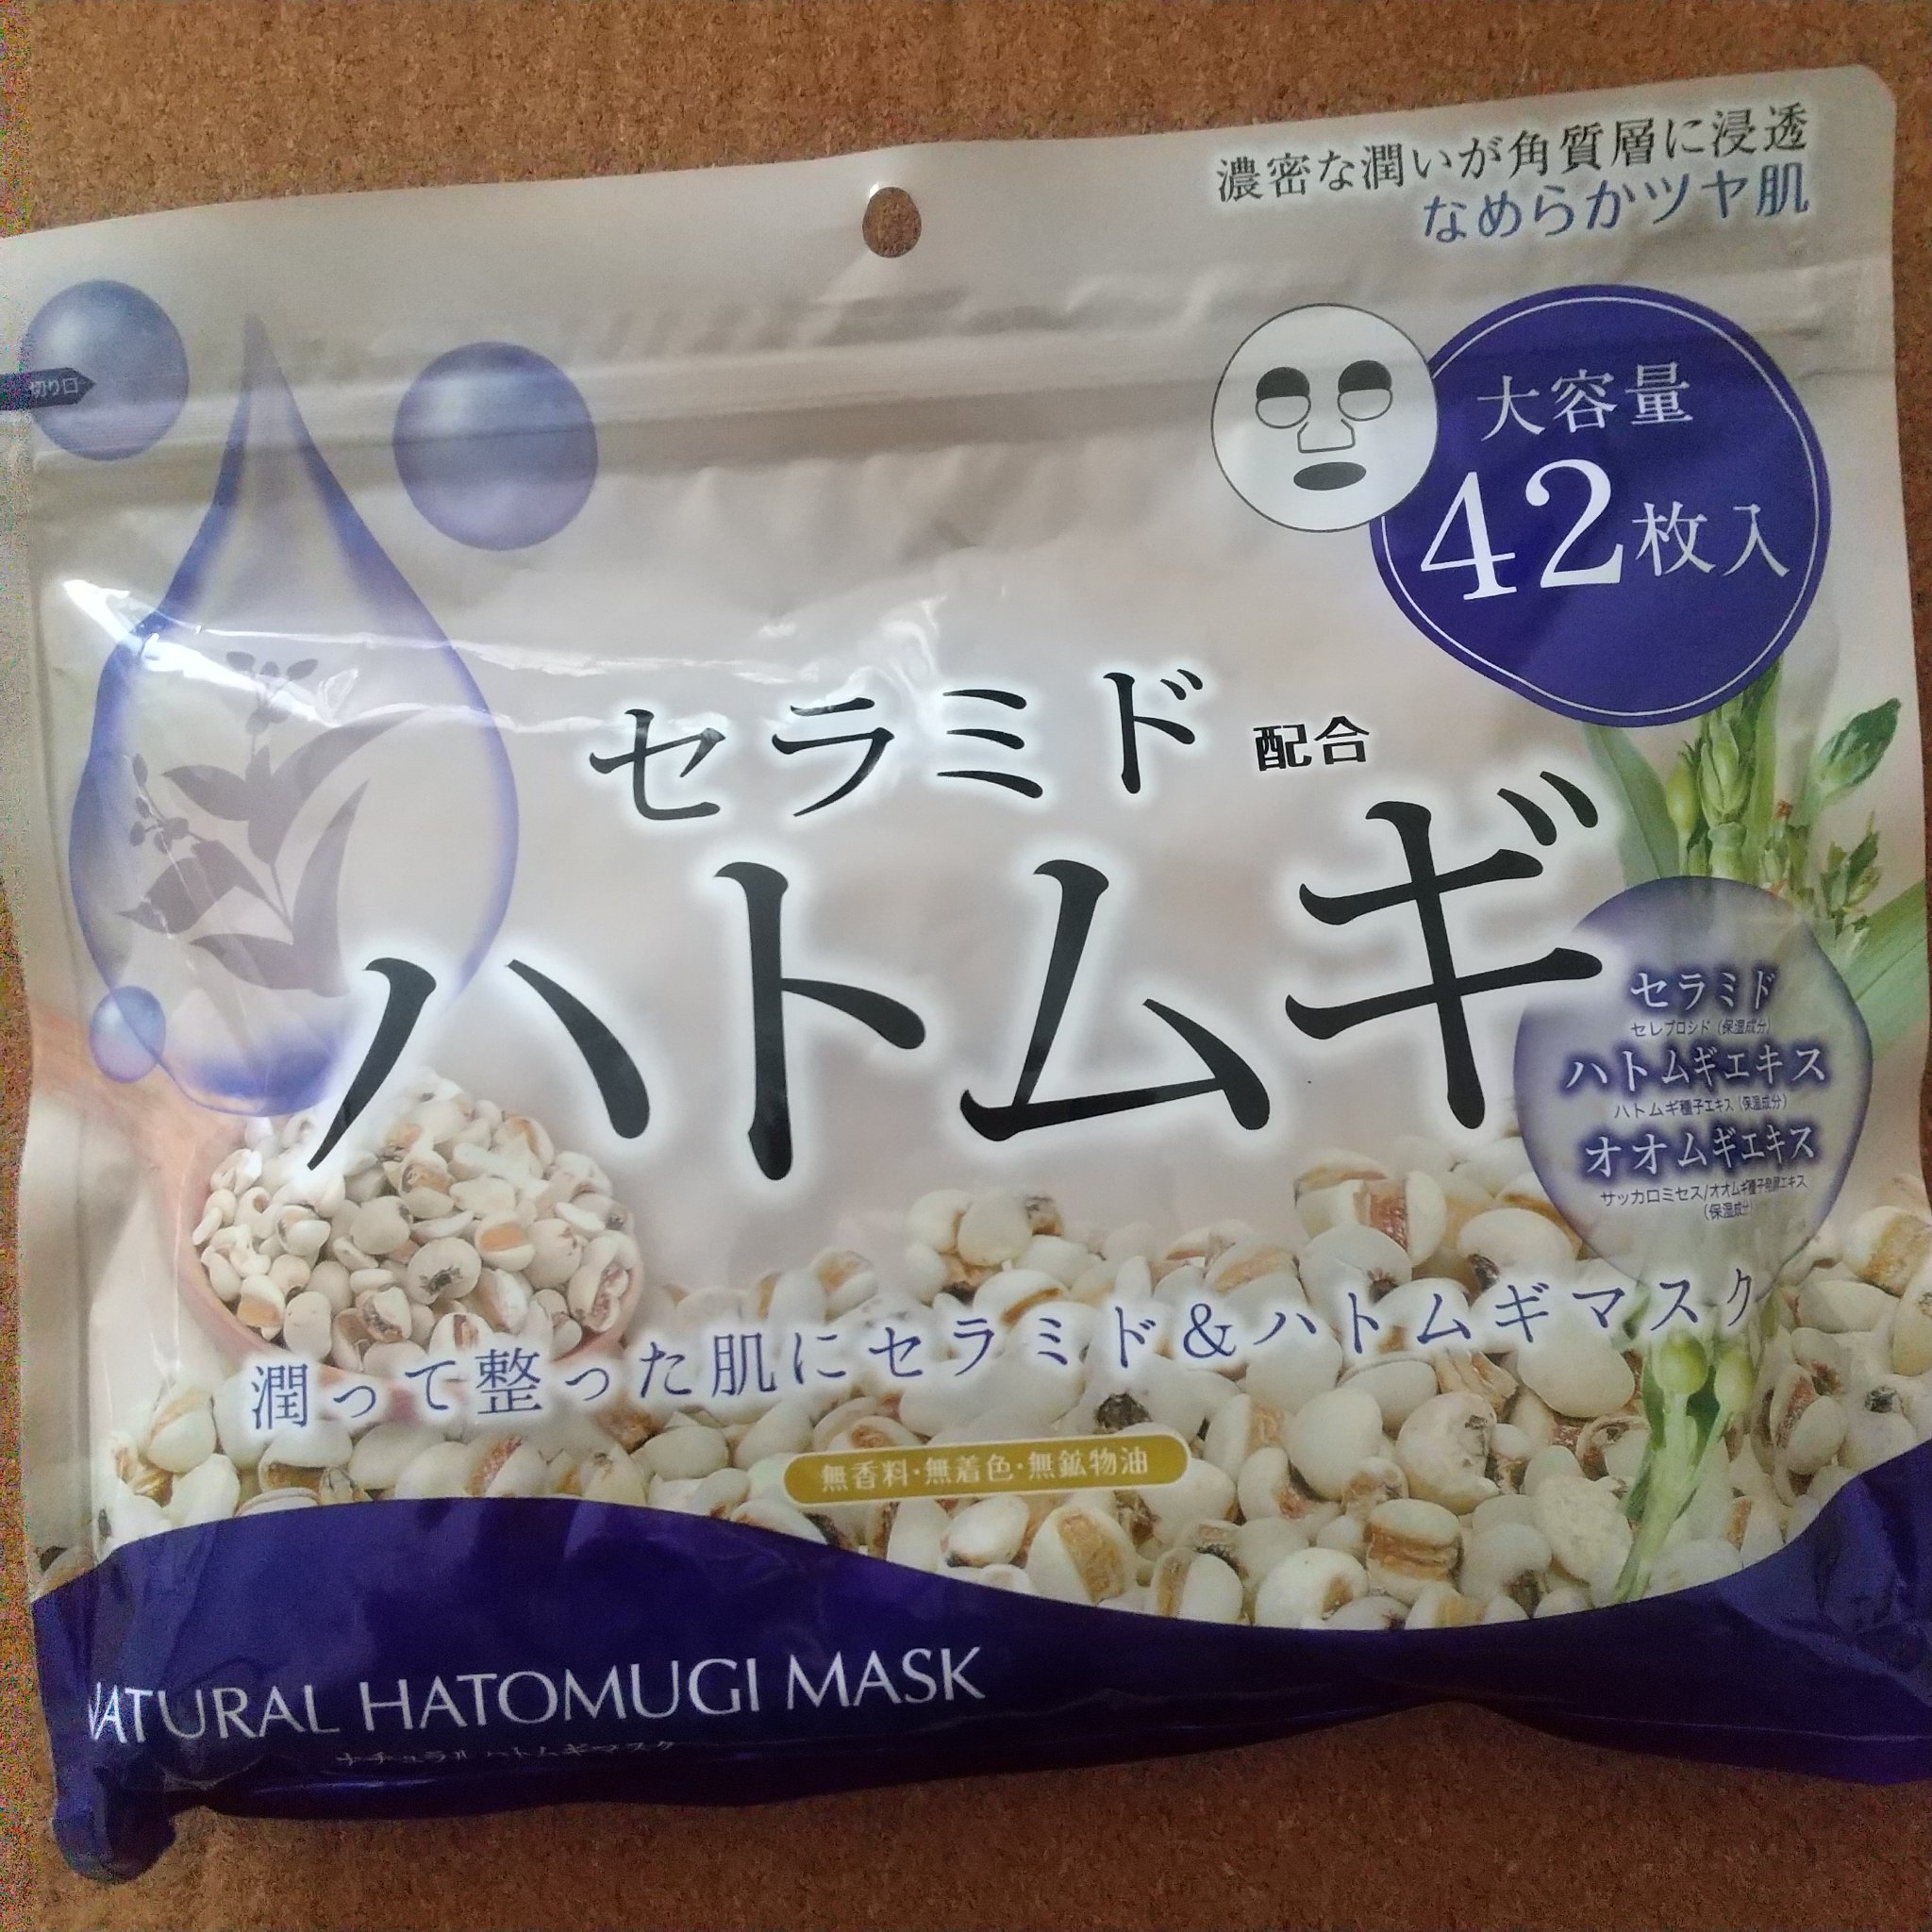 濃密な潤いが角質層に浸透
なめらかツヤ肌
切り口
大容量
42枚入
セラミド 配合
ハトムギ
セラミド
セレブロシド (保湿成分)
ハトムギエキス
ハトムギ種子エキス (保湿成分)
オオムギエキス
サッカロミセス/オオムギ種子発酵エキス
(保湿成分)
潤って整った肌にセラミド&ハトムギマスク
無香料・無着色・無鉱物油
NATURAL HATOMUGI MASK
ナチュラル ハトムギマスク